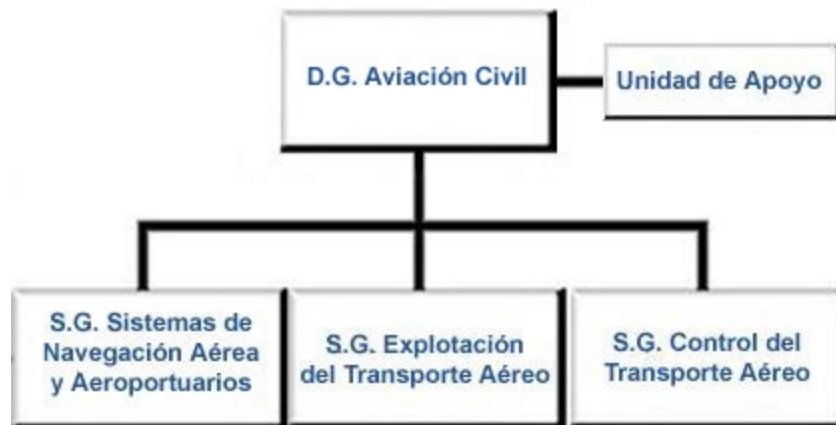 D.G. Aviación Civil
Unidad de Apoyo
S.G. Sistemas de
Navegación Aérea
y Aeroportuarios
S.G. Explotación
del Transporte Aéreo
S.G. Control del
Transporte Aéreo